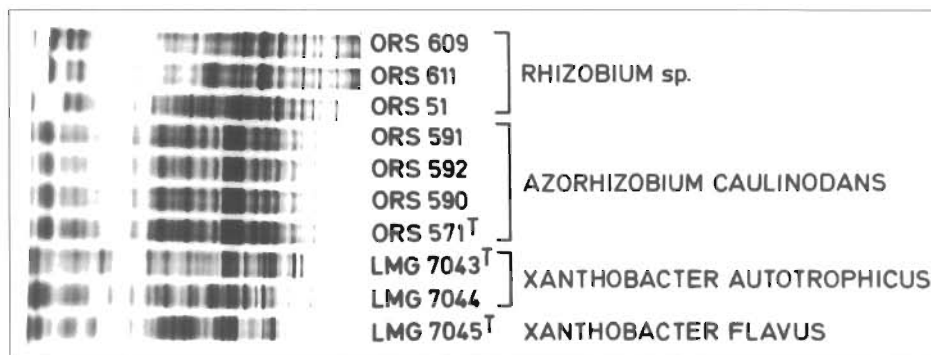 ORS 609
ORS 611
RHIZOBIUM sp.
ORS 51
ORS 591
ORS 592
AZORHIZOBIUM CAULINODANS
ORS 590
ORS 571T
LMG 7043T
XANTHOBACTER AUTOTROPHICUS
LMG 7044
LMG 7045T XANTHOBACTER FLAVUS